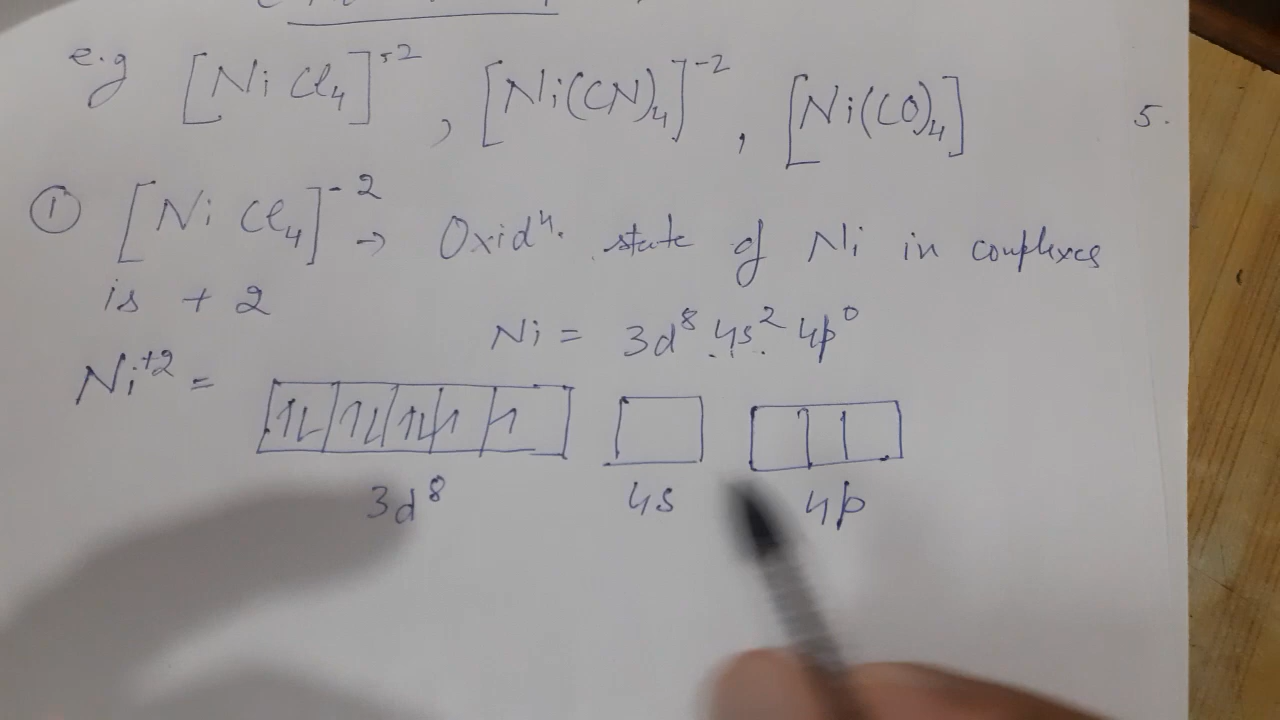 e.g [NiCl₄]⁻², [Ni(CN)₄]⁻², [Ni(CO)₄]
5.
① [NiCl₄]⁻² → Oxidⁿ. state of Ni in complexes
is + 2
Ni = 3d⁸ 4s² 4p⁰
Ni⁺² =
3d⁸ 4s 4p